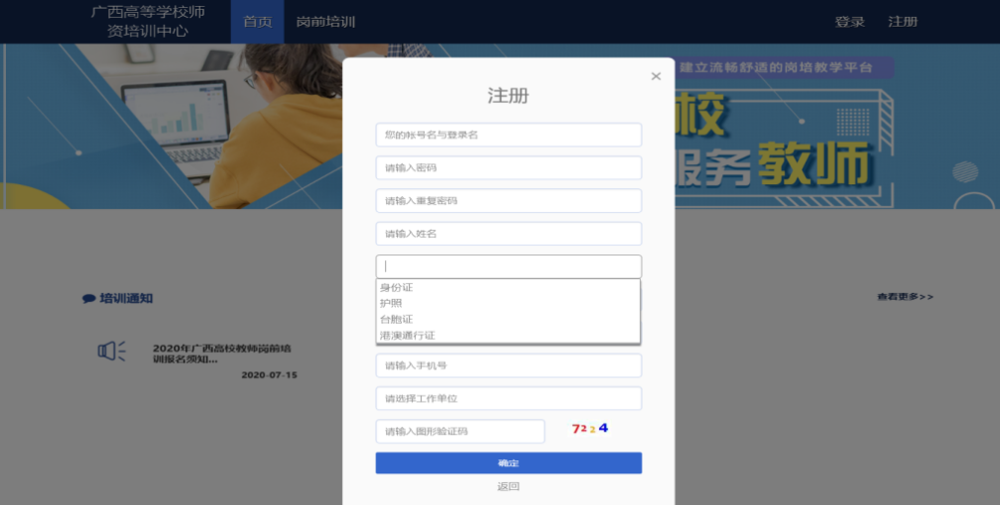 广西高等学校师
资培训中心
首页
岗前培训
登录
注册
建立流畅舒适的岗培教学平台
校
服务教师
注册
×
您的帐号名与登录名
请输入密码
请输入重复密码
请输入姓名
身份证
护照
台胞证
港澳通行证
请输入手机号
请选择工作单位
请输入图形验证码
7224
确定
返回
培训通知
查看更多>>
2020年广西高校教师岗前培
训报名须知...
2020-07-15